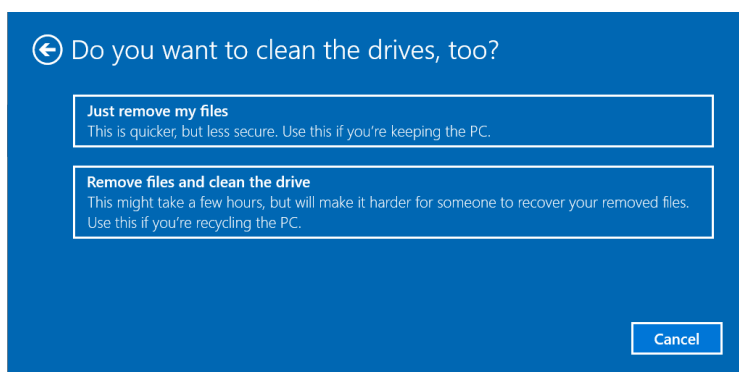 Do you want to clean the drives, too?
Just remove my files
This is quicker, but less secure. Use this if you're keeping the PC.
Remove files and clean the drive
This might take a few hours, but will make it harder for someone to recover your removed files.
Use this if you're recycling the PC.
Cancel